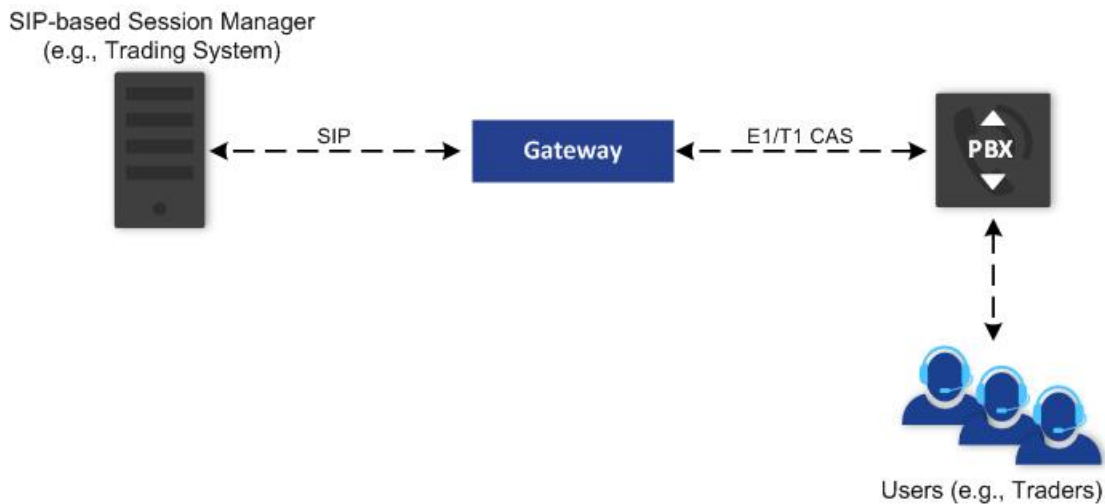 SIP-based Session Manager
(e.g., Trading System)
SIP
Gateway
E1/T1 CAS
PBX
Users (e.g., Traders)